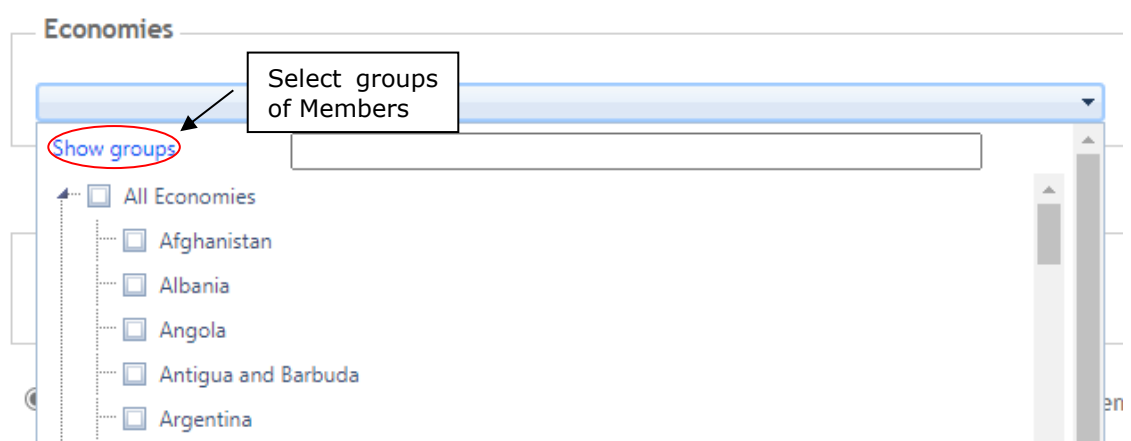 Economies
Select groups
of Members
Show groups
All Economies
Afghanistan
Albania
Angola
Antigua and Barbuda
Argentina